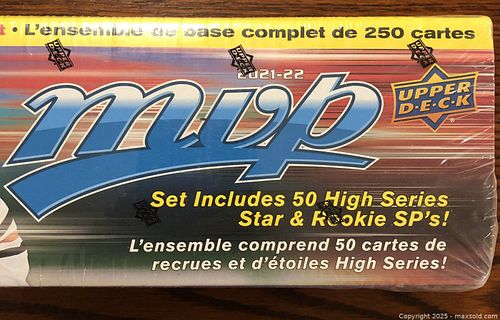 • L'ensemble de base complet de 250 cartes
2021-22
mvp
UPPER
D·E·C·K
®
Set Includes 50 High Series
Star & Rookie SP's!
L'ensemble comprend 50 cartes de
recrues et d'étoiles High Series!
Copyright 2025 - maxsold.com